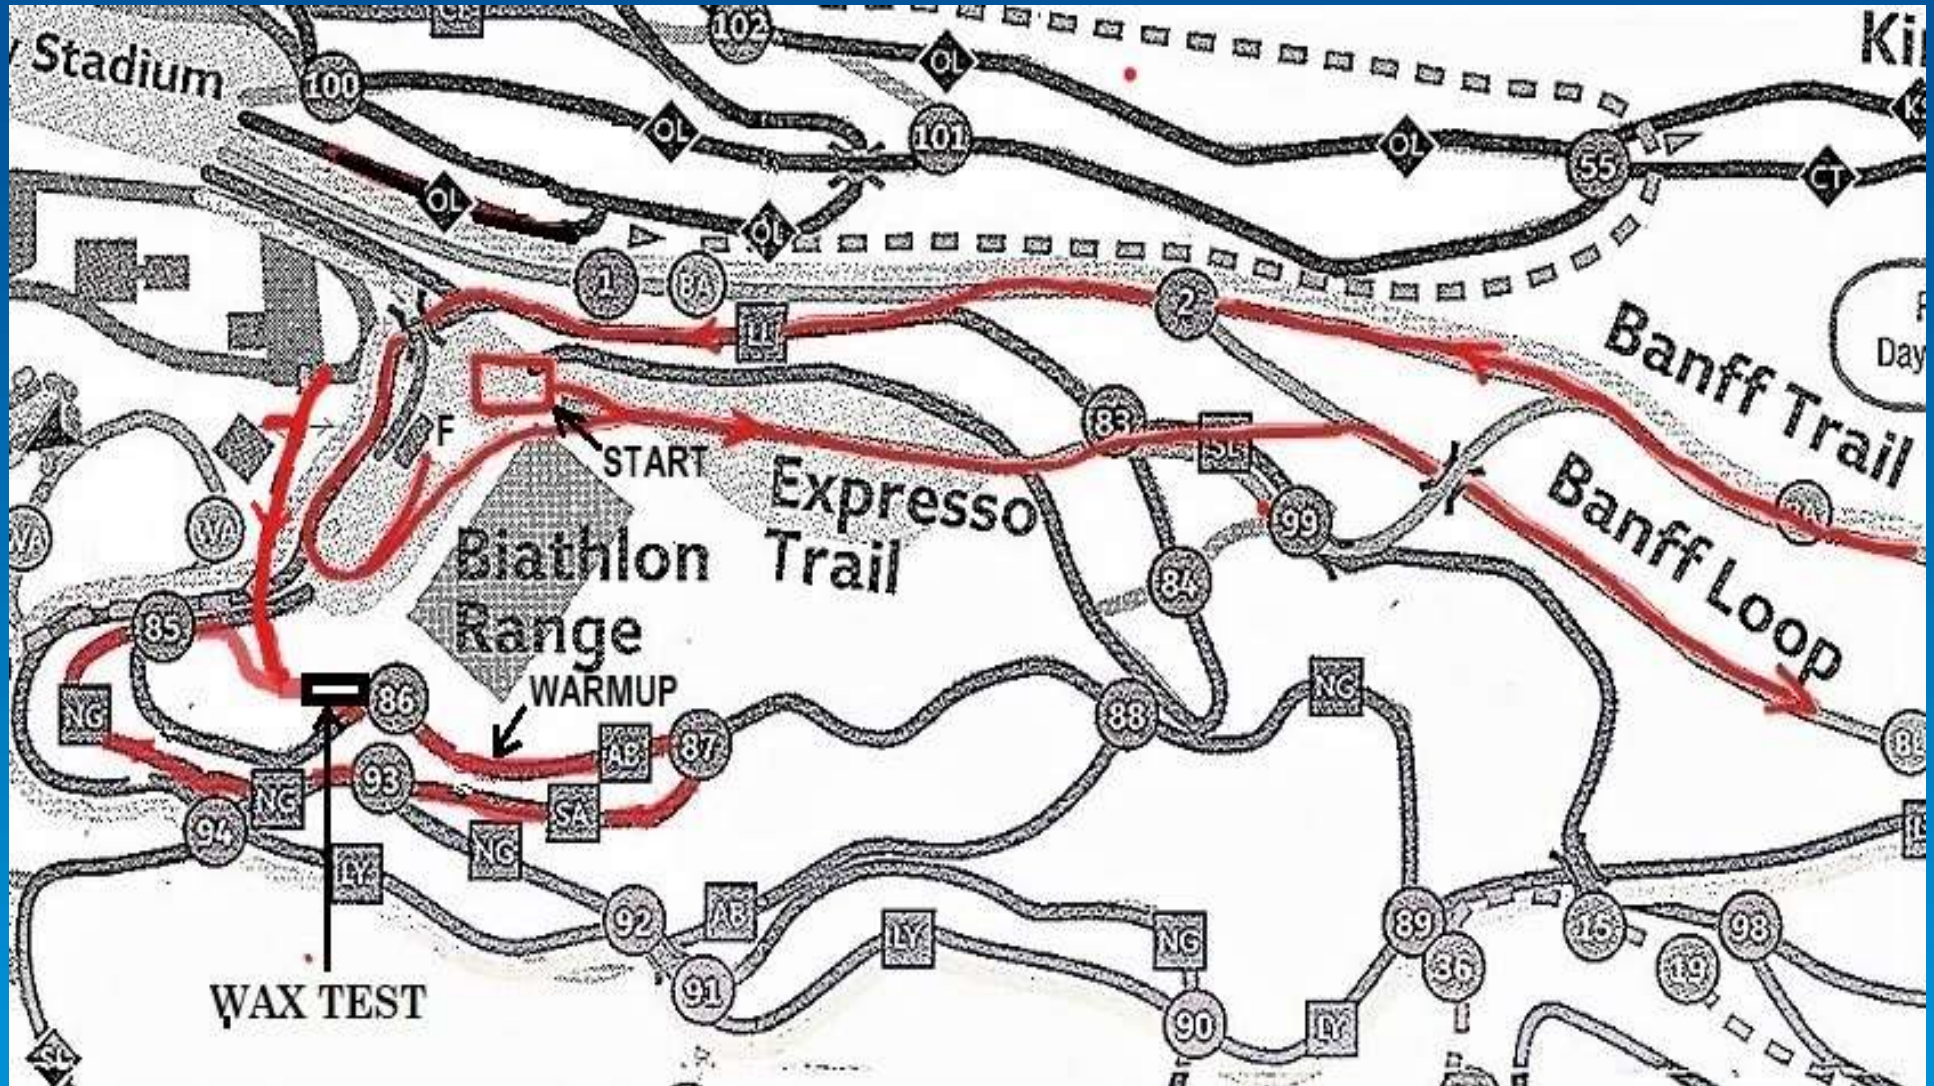 102
Stadium
100
OL
OL
101
OL
55
CT
OL
OL
1
BA
2
Banff Trail
Day
83
F
START
Expresso
Trail
99
WA
WA
Biathlon
Range
84
Banff Loop
85
NG
86
WARMUP
AB
87
88
NG
93
NG
SA
94
NG
LY
92
AB
LY
NG
89
15
98
36
19
91
90
LY
WAX TEST
SL